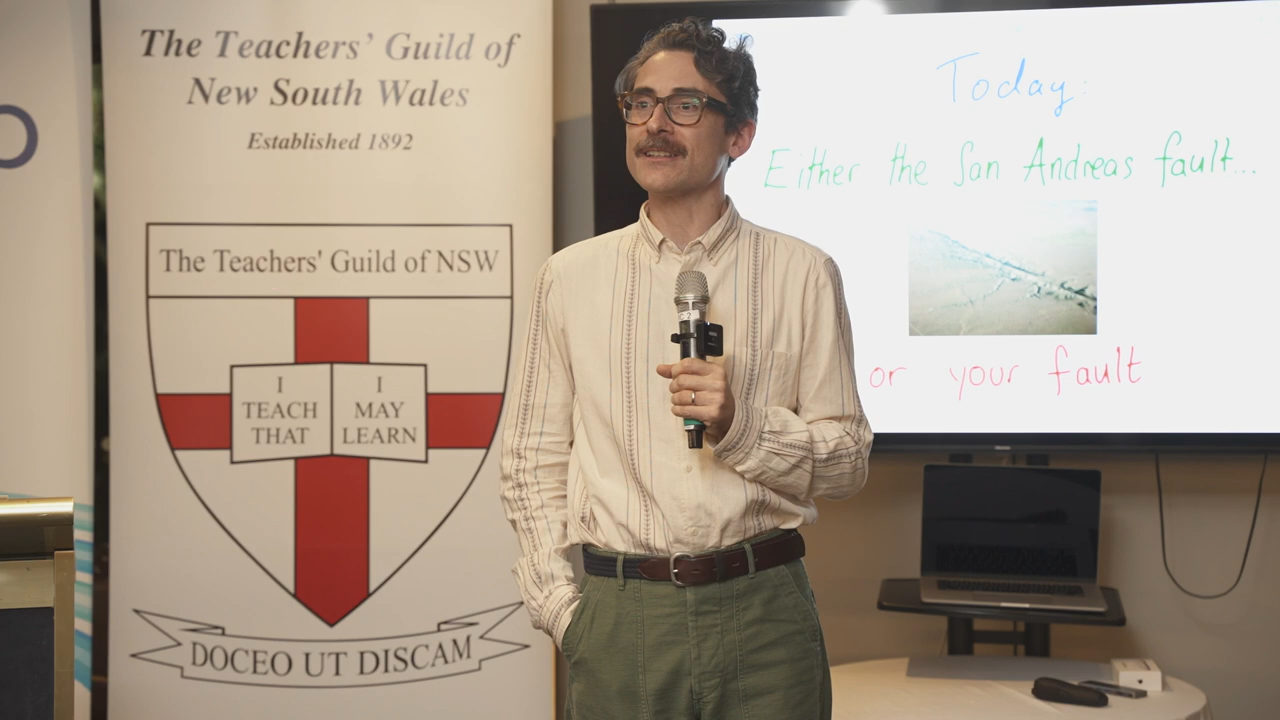 The Teachers' Guild of
New South Wales
Established 1892
The Teachers' Guild of NSW
I
TEACH
THAT
I
MAY
LEARN
DOCEO UT DISCAM
Today:
Either the San Andreas fault...
or your fault